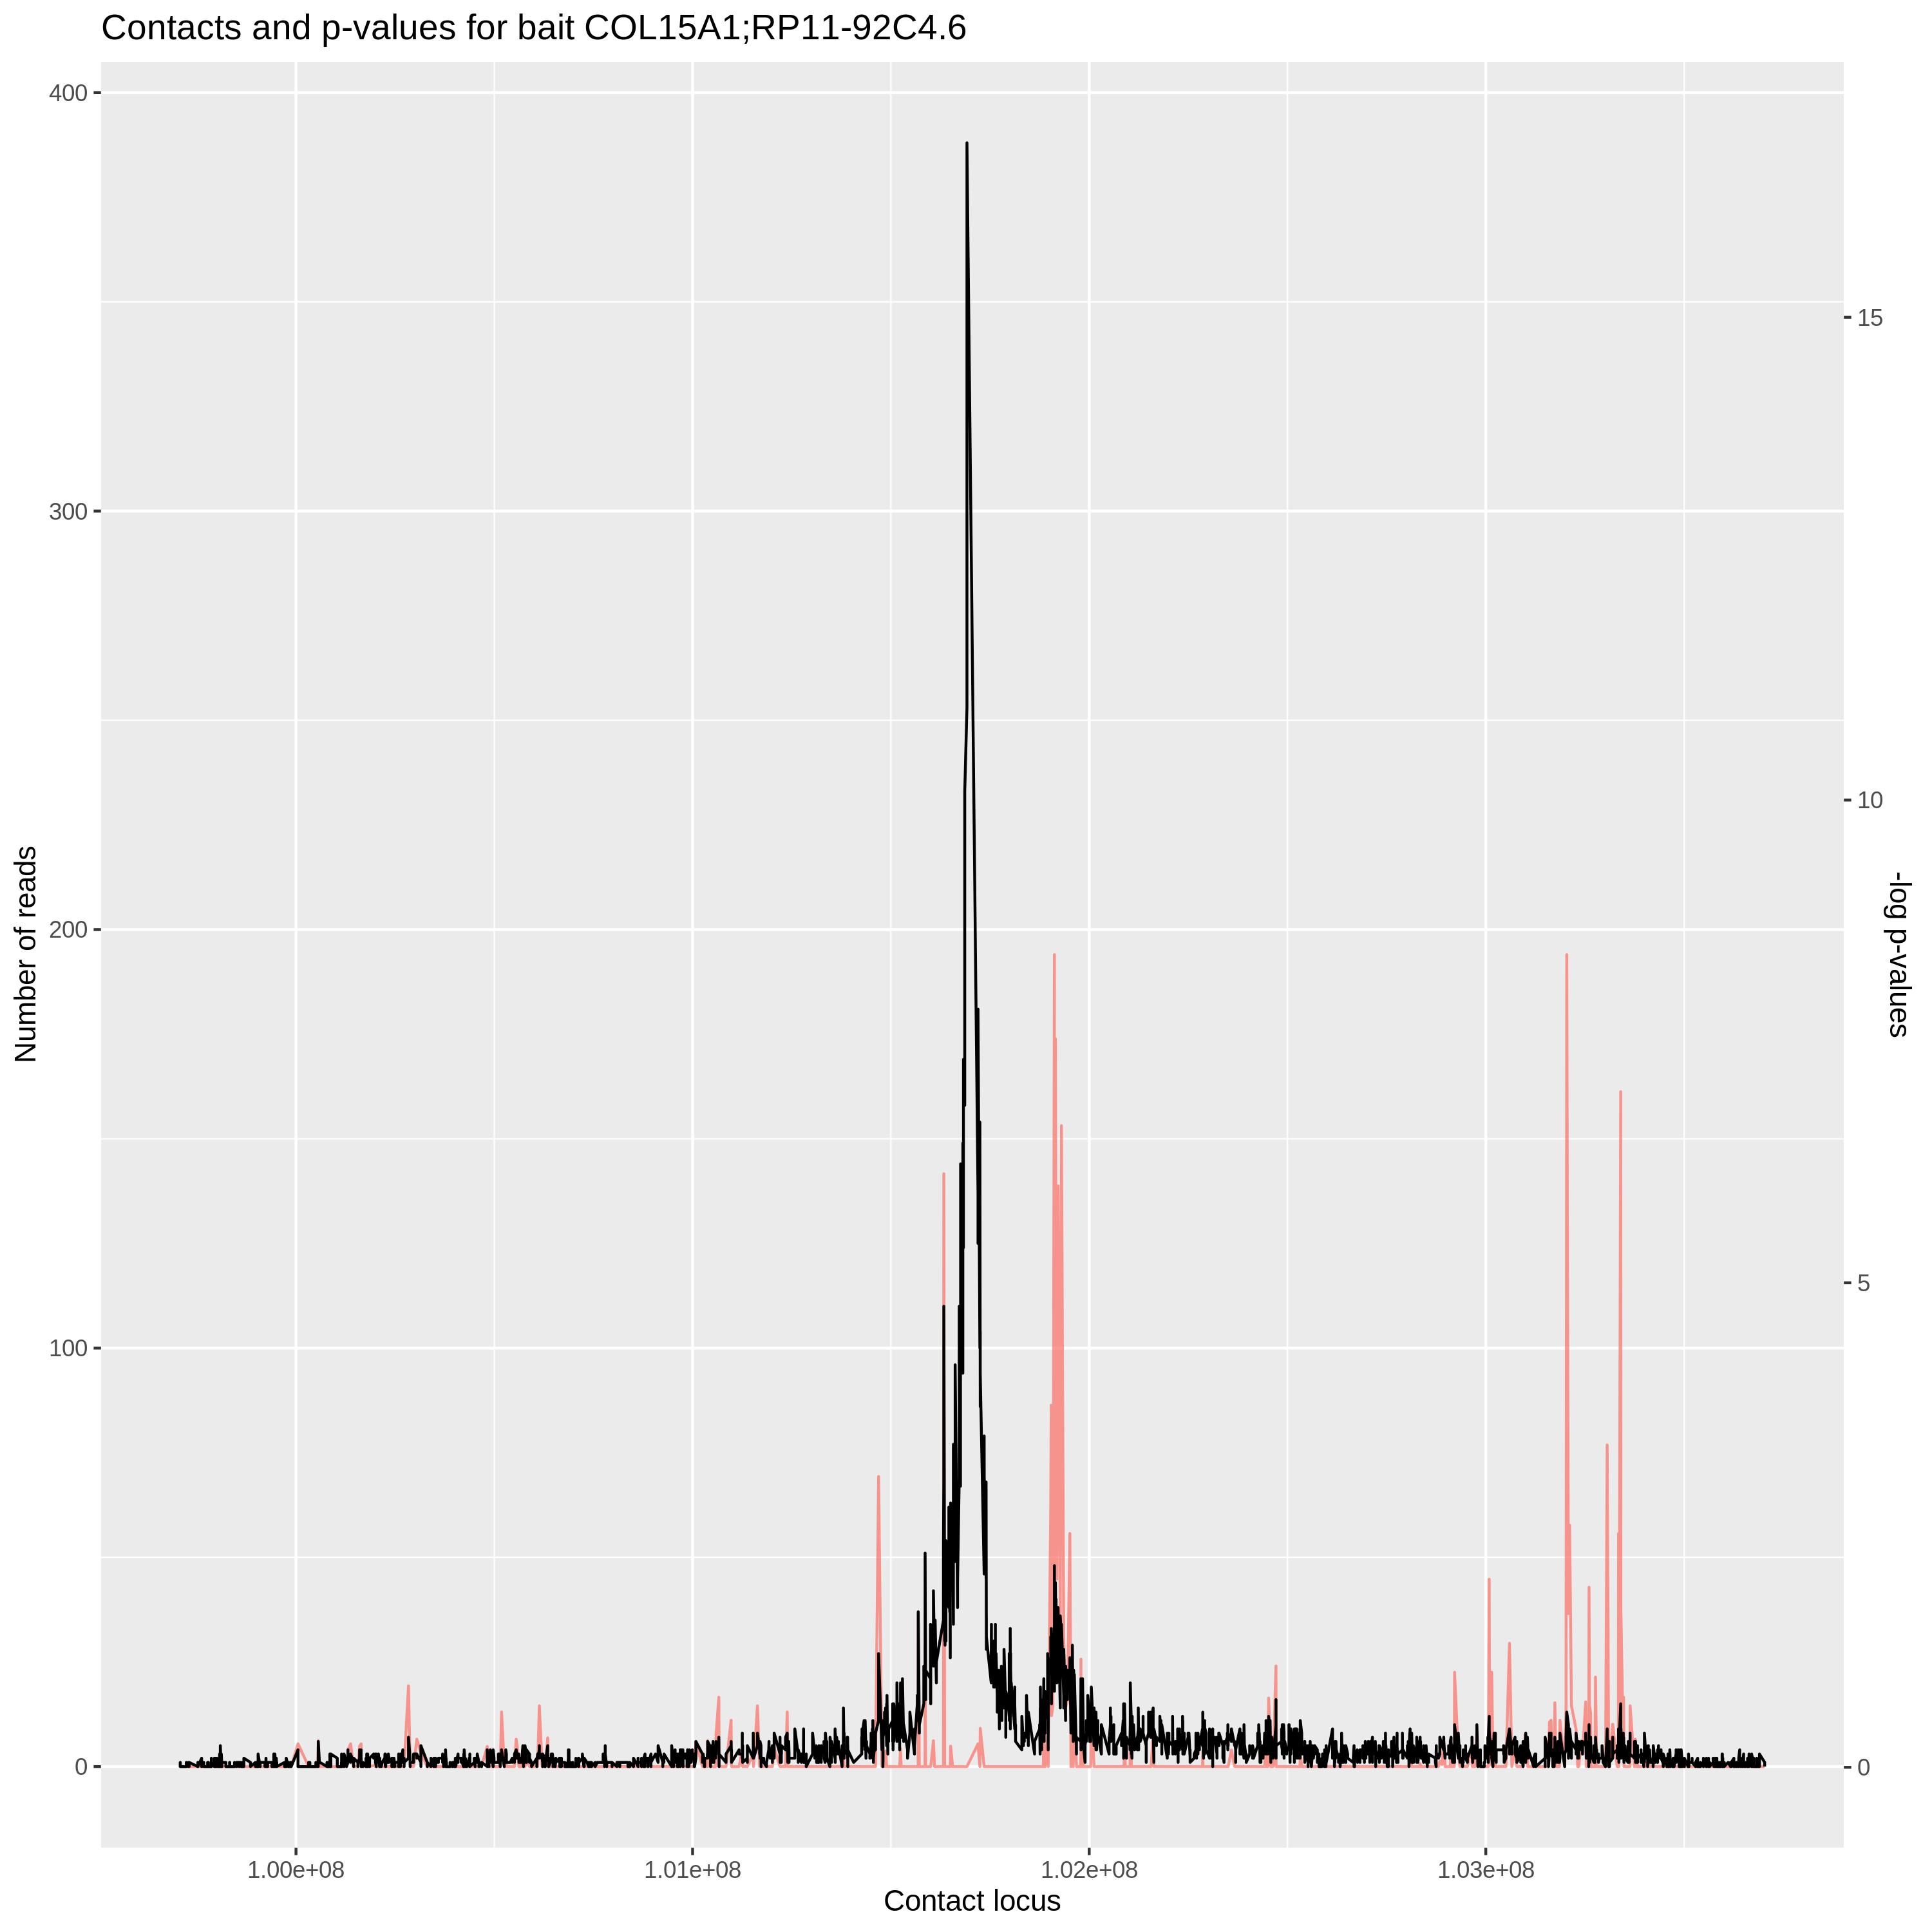 Contacts and p-values for bait COL15A1;RP11-92C4.6
400
300
200
100
0
Number of reads
15
10
5
0
-log p-values
1.00e+08
1.01e+08
1.02e+08
1.03e+08
Contact locus